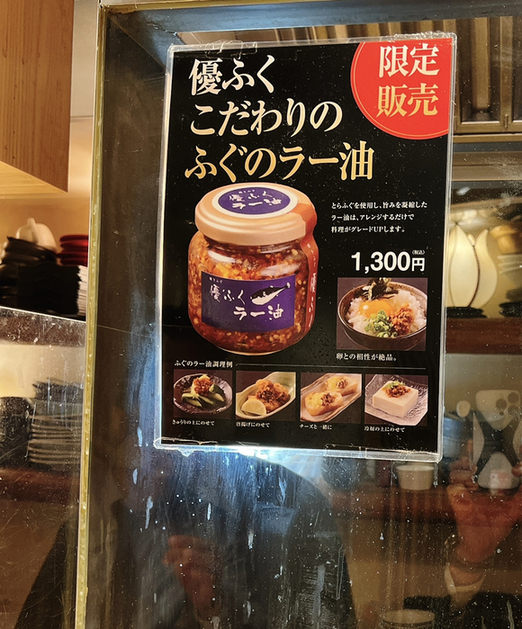 優ふく
こだわりの
ふぐのラー油
限定
販売
優ふく
ラー油
優ふく
ラー油
とらふぐを使用し、旨みを凝縮した
ラー油は、アレンジするだけで
料理がグレードUPします。
(税込)
1,300円
卵との相性が絶品。
ふぐのラー油調理例
きゅうりの上にのせて
唐揚げにのせて
チーズと一緒に
冷奴の上にのせて